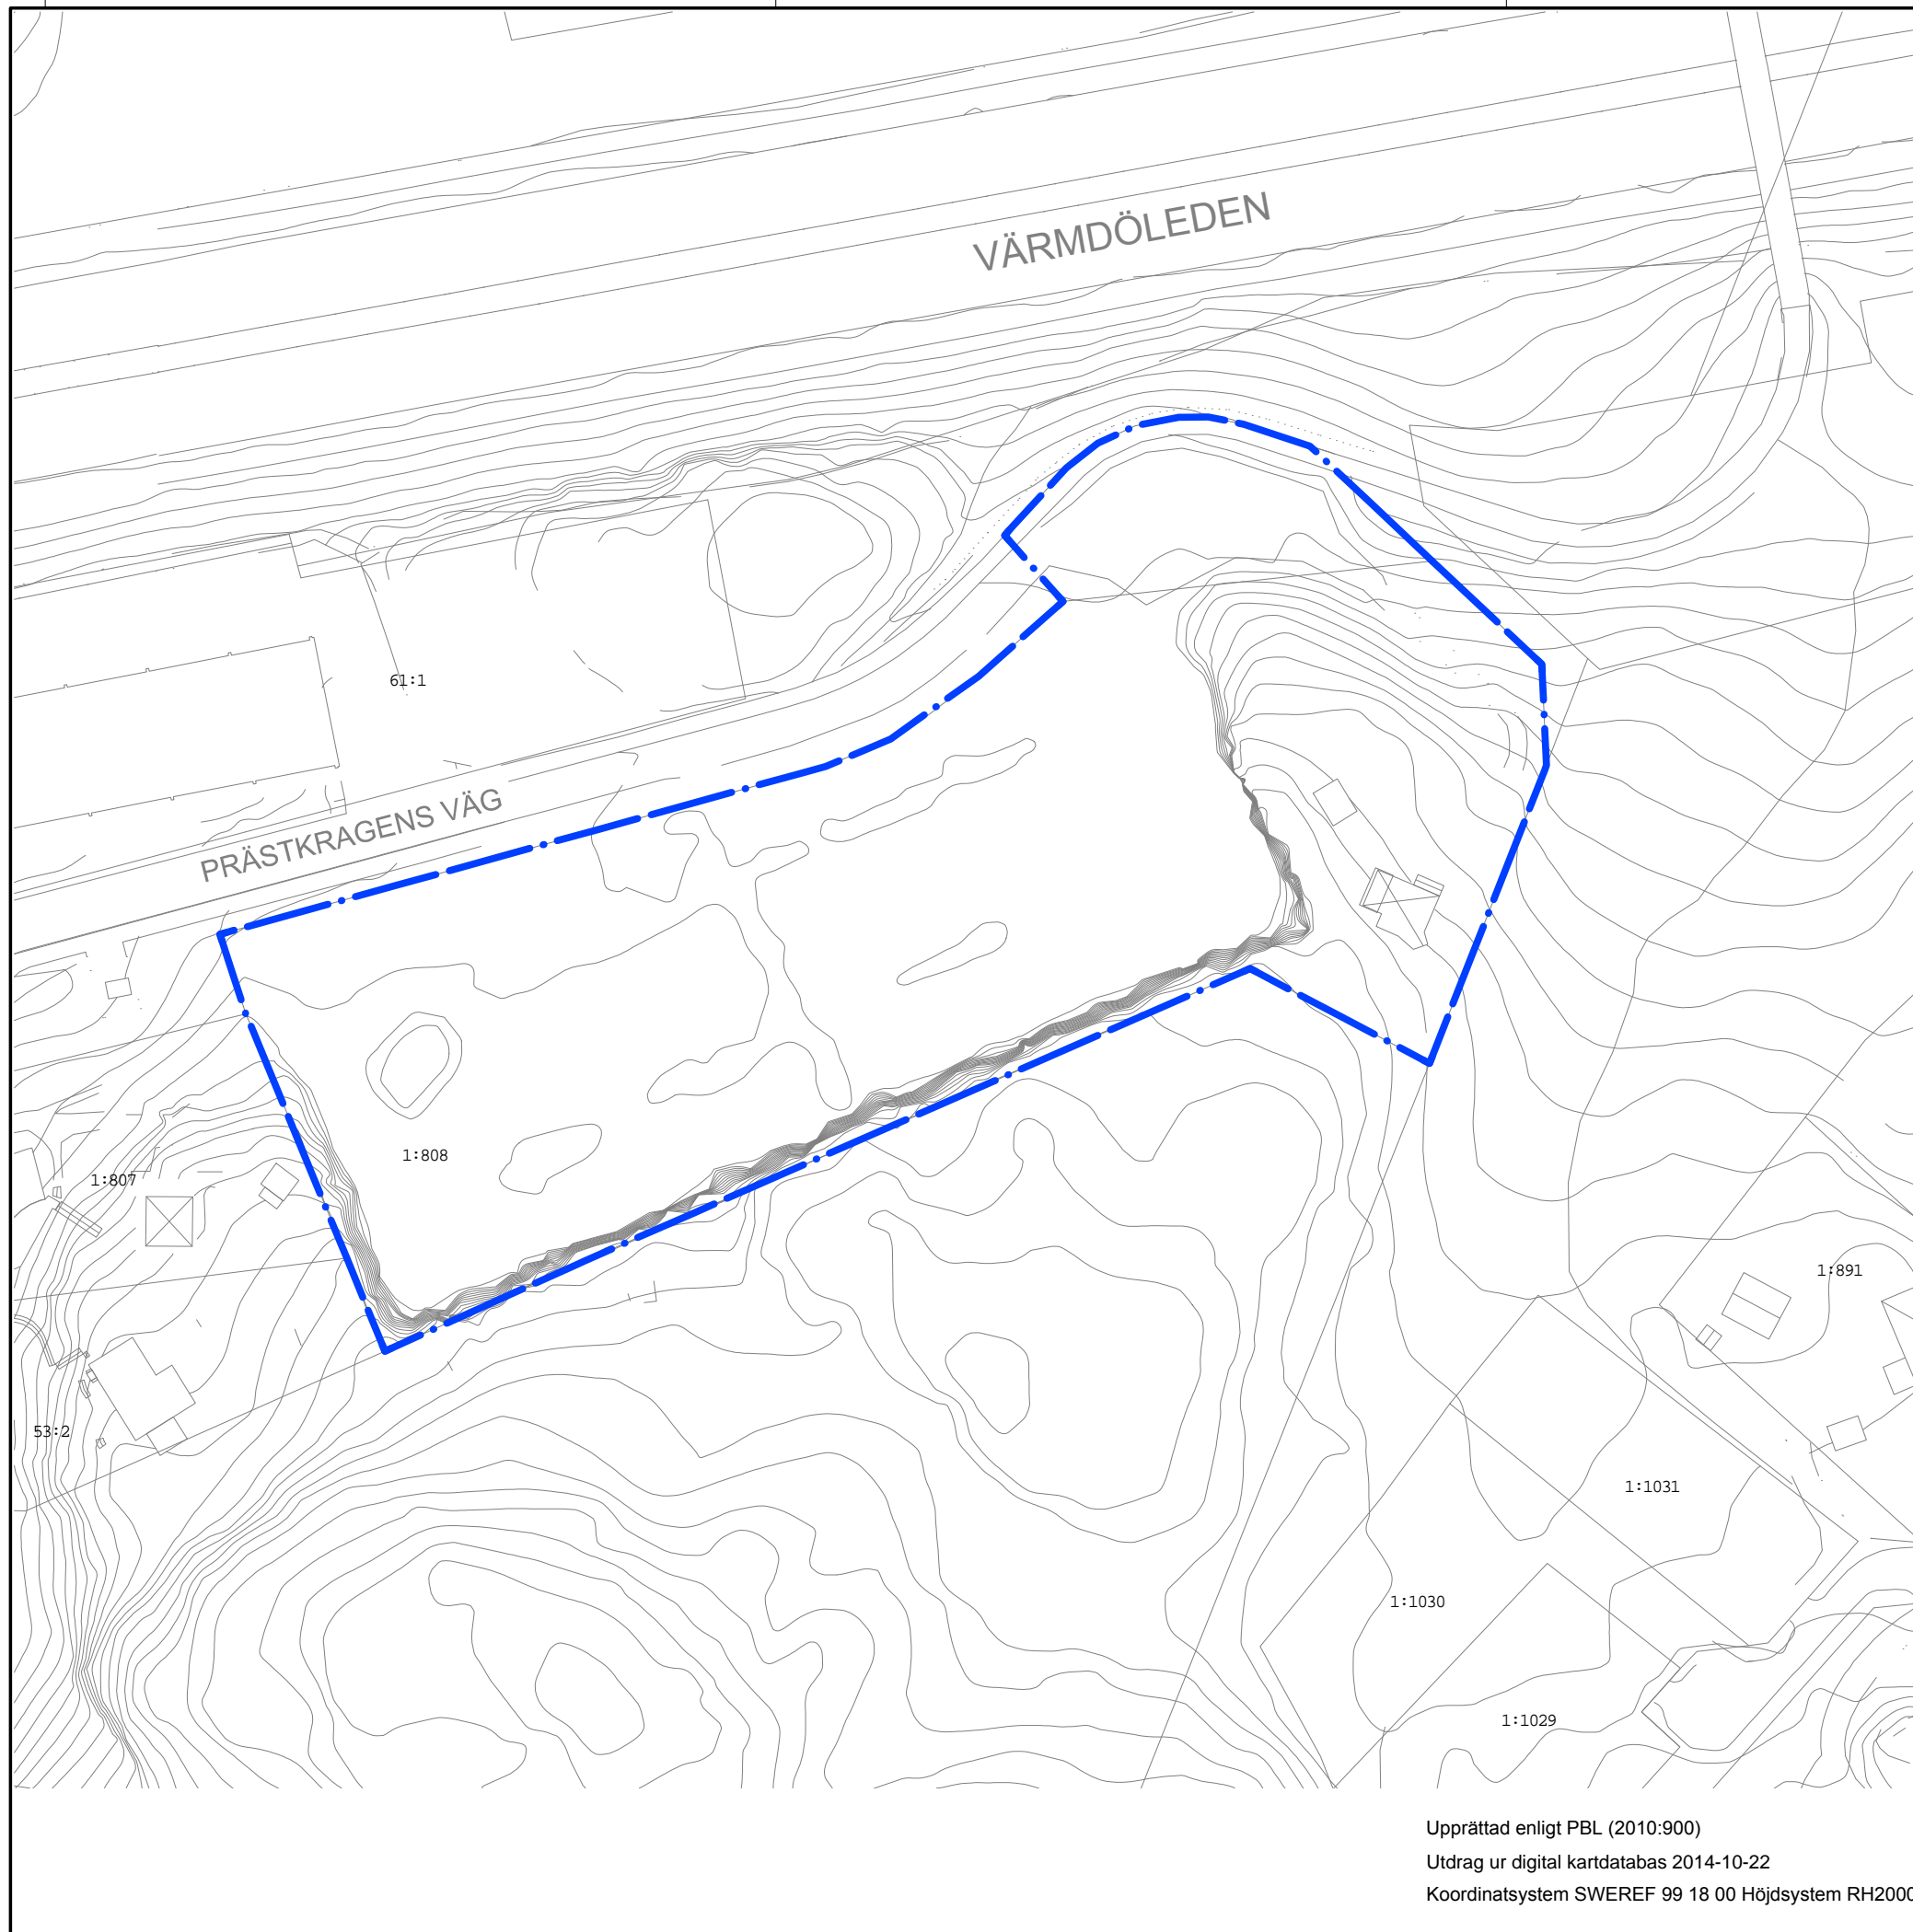 VÄRMDÖLEDEN
61:1
PRÄSTKRAGENS VÄG
1:808
1:807
1:891
53:2
1:1031
1:1030
1:1029
Upprättad enligt PBL (2010:900)
Utdrag ur digital kartdatabas 2014-10-22
Koordinatsystem SWEREF 99 18 00 Höjdsystem RH2000